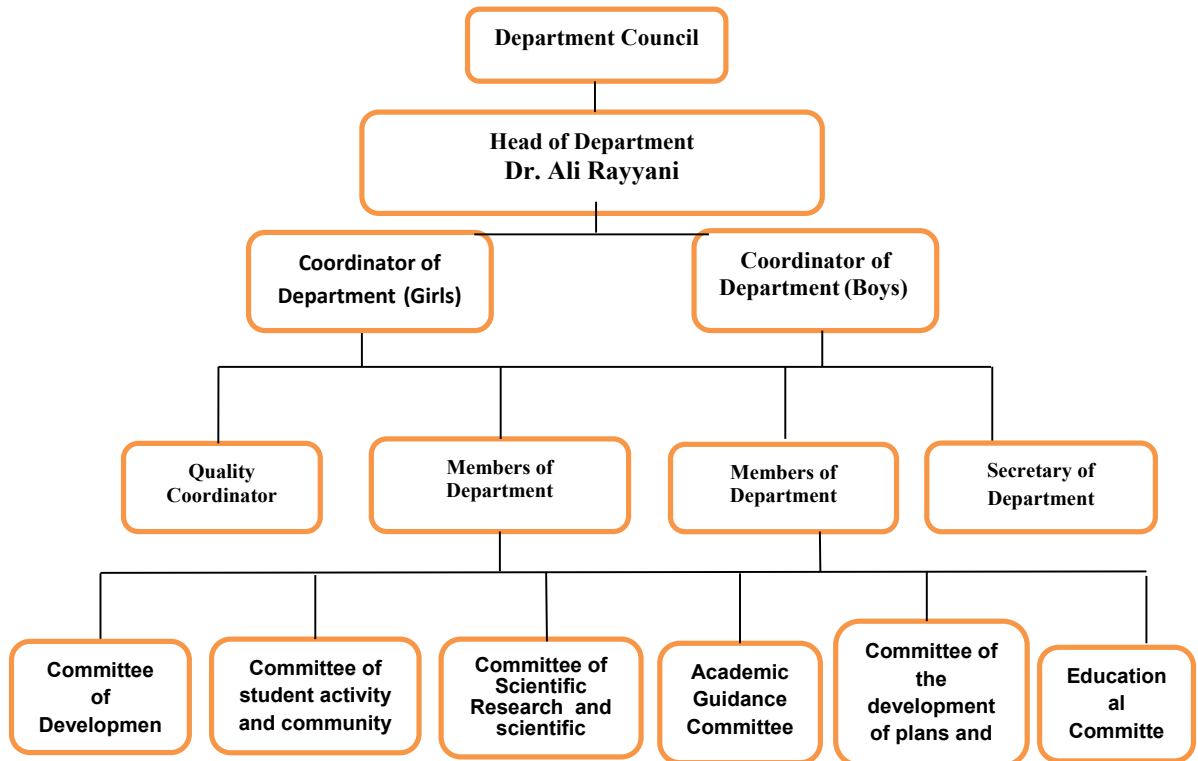 Department Council
Head of Department
Dr. Ali Rayyani
Coordinator of
Department (Girls)
Coordinator of
Department (Boys)
Quality
Coordinator
Members of
Department
Members of
Department
Secretary of
Department
Committee
of
Developmen
Committee of
student activity
and community
Committee of
Scientific
Research and
scientific
Academic
Guidance
Committee
Committee of
the
development
of plans and
Education
al
Committe